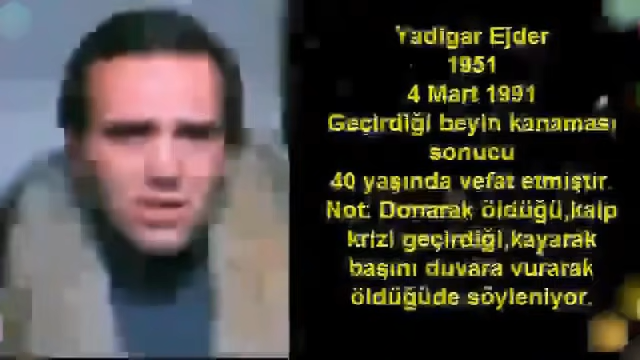 Yadigar Ejder
1951
4 Mart 1991
Geçirdiği beyin kanaması
sonucu
40 yaşında vefat etmiştir.
Not: Donarak öldüğü,kalp
krizi geçirdiği,kayarak
başını duvara vurarak
öldüğüde söyleniyor.